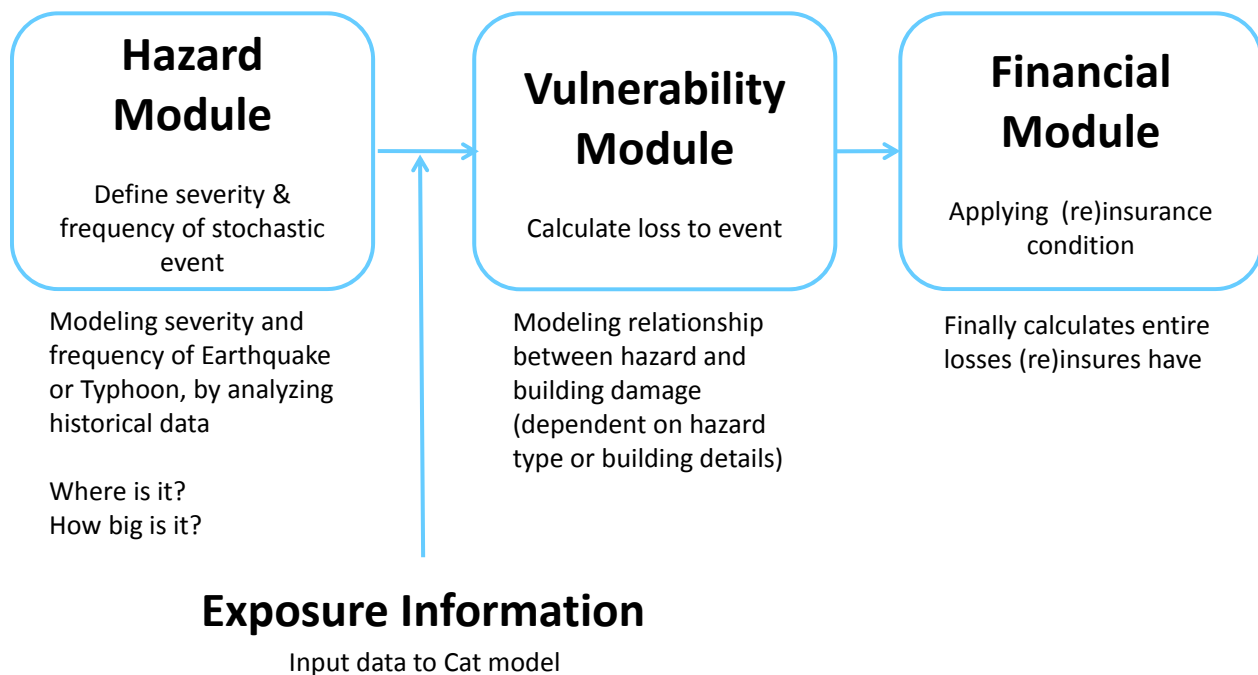 Hazard
Module
Define severity &
frequency of stochastic
event
Modeling severity and
frequency of Earthquake
or Typhoon, by analyzing
historical data
Where is it?
How big is it?
Vulnerability
Module
Calculate loss to event
Modeling relationship
between hazard and
building damage
(dependent on hazard
type or building details)
Financial
Module
Applying (re)insurance
condition
Finally calculates entire
losses (re)insures have
Exposure Information
Input data to Cat model